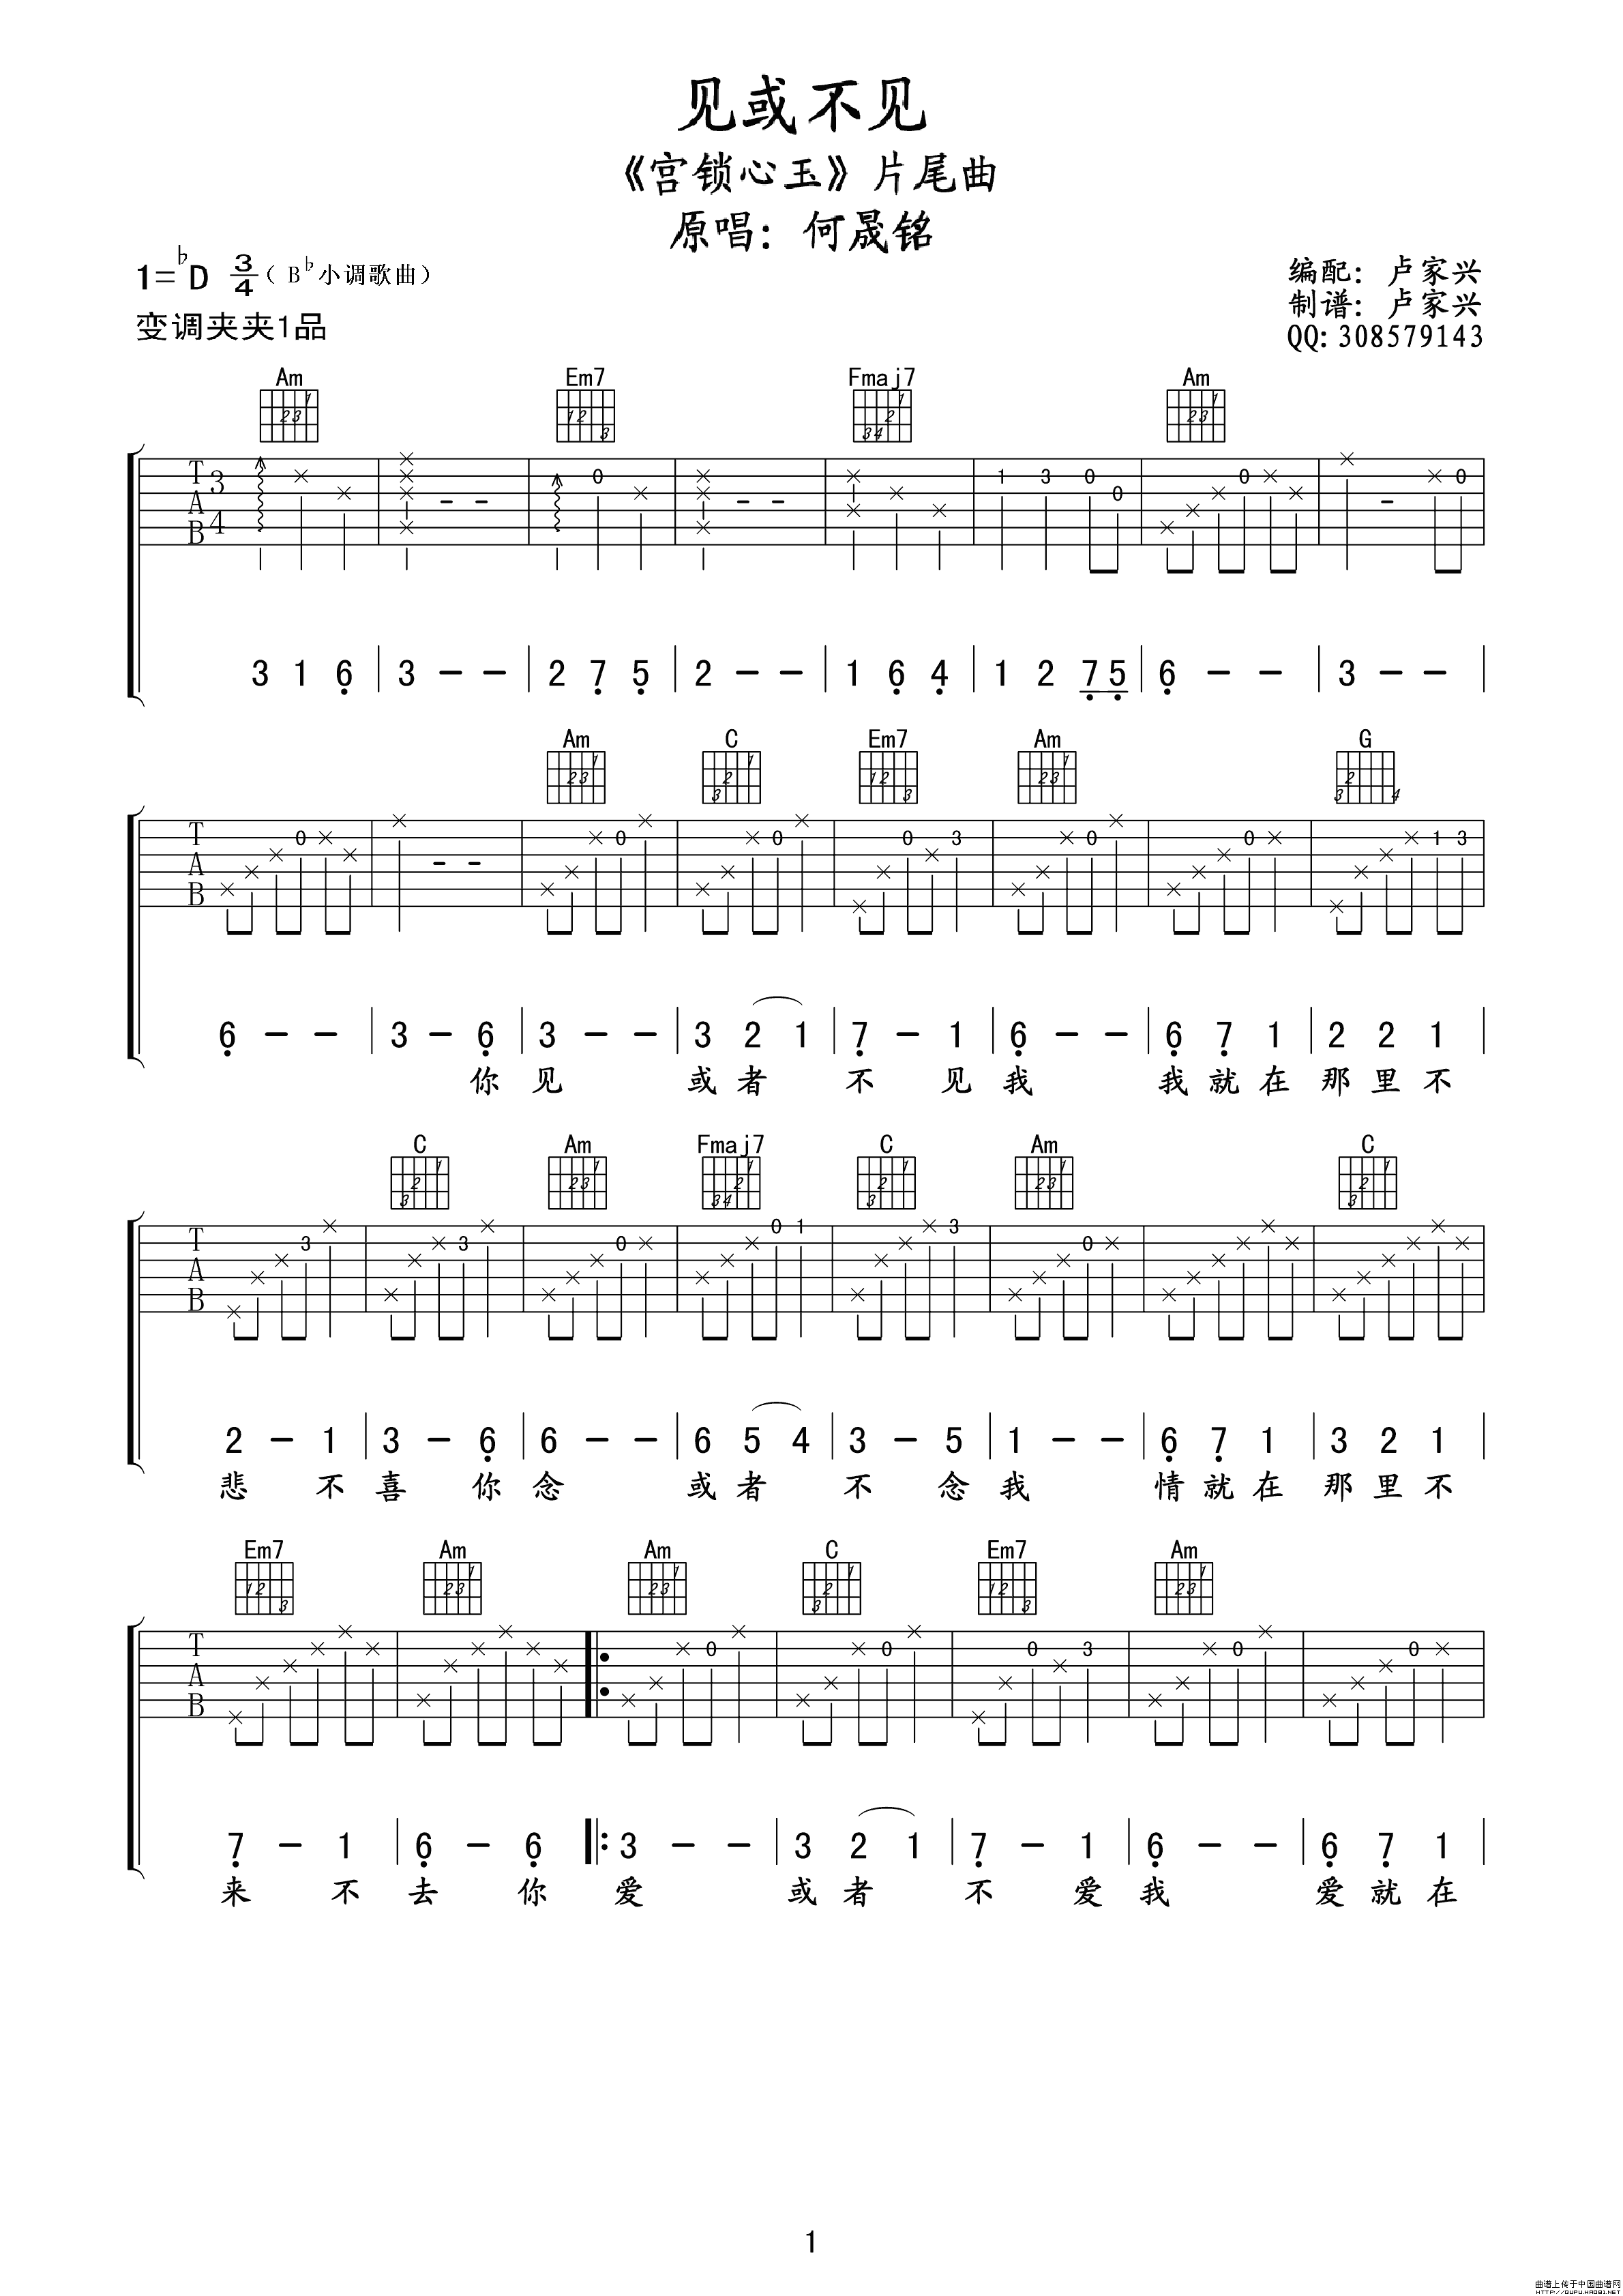 见或不见
《宫锁心玉》片尾曲
原唱：何晟铭
1=♭D 3/4（B♭小调歌曲）
变调夹夹1品
编配：卢家兴
制谱：卢家兴
QQ: 308579143
Am Em7 Fmaj7 Am
3 1 6 | 3 - - | 2 7 5 | 2 - - | 1 6 4 | 1 2 7 5 | 6 - - | 3 - - |
Am C Em7 Am G
6 - - | 3 - 6 | 3 - - | 3 2 1 | 7 - 1 | 6 - - | 6 7 1 | 2 2 1 |
你 见 或 者 不 见 我 我 就 在 那 里 不
C Am Fmaj7 C Am C
2 - 1 | 3 - 6 | 6 - - | 6 5 4 | 3 - 5 | 1 - - | 6 7 1 | 3 2 1 |
悲 不 喜 你 念 或 者 不 念 我 情 就 在 那 里 不
Em7 Am Am C Em7 Am
7 - 1 | 6 - 6 |: 3 - - | 3 2 1 | 7 - 1 | 6 - - | 6 7 1 |
来 不 去 你 爱 或 者 不 爱 我 爱 就 在
1
曲谱上传于中国曲谱网
HTTP://QUPU.HAO81.NET